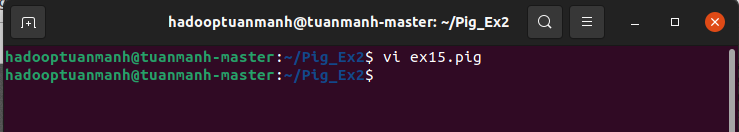 hadooptuanmanh@tuanmanh-master: ~/Pig_Ex2
hadooptuanmanh@tuanmanh-master:~/Pig_Ex2$ vi ex15.pig
hadooptuanmanh@tuanmanh-master:~/Pig_Ex2$